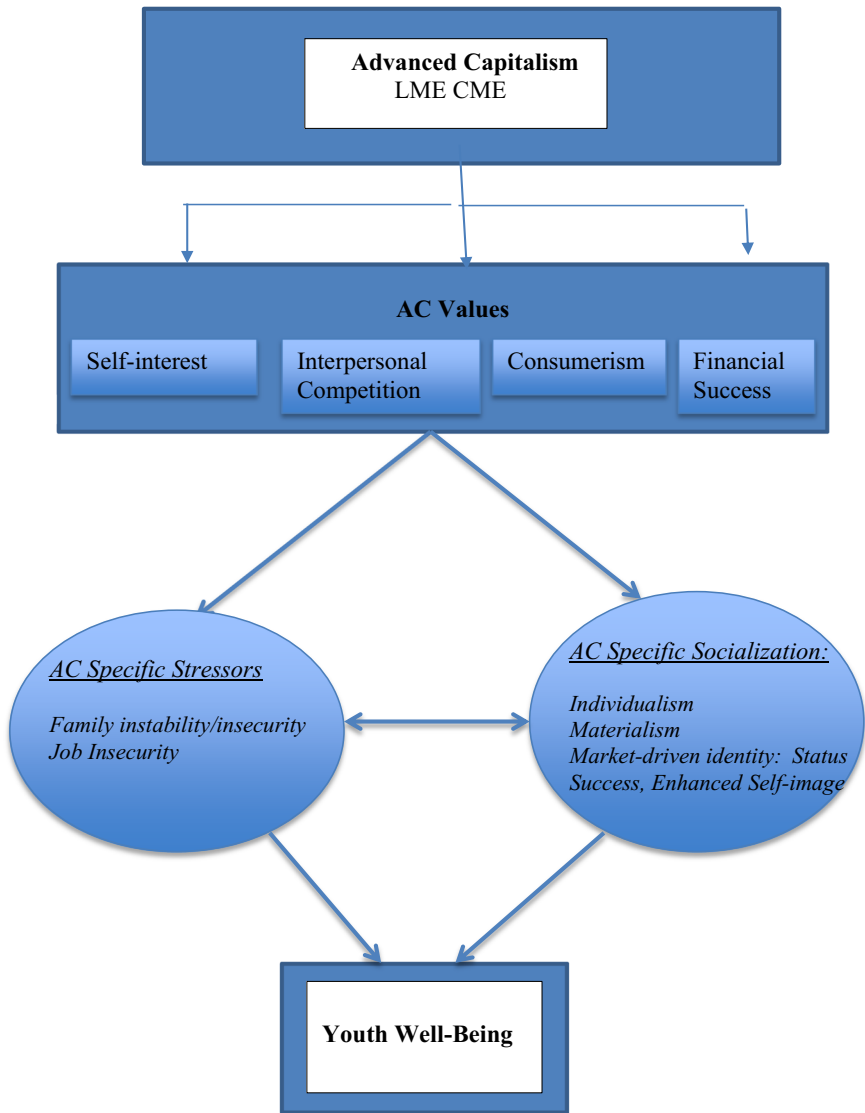 Advanced Capitalism
LME CME
AC Values
Self-interest
Interpersonal
Competition
Consumerism
Financial
Success
AC Specific Stressors
Family instability/insecurity
Job Insecurity
AC Specific Socialization:
Individualism
Materialism
Market-driven identity: Status
Success, Enhanced Self-image
Youth Well-Being